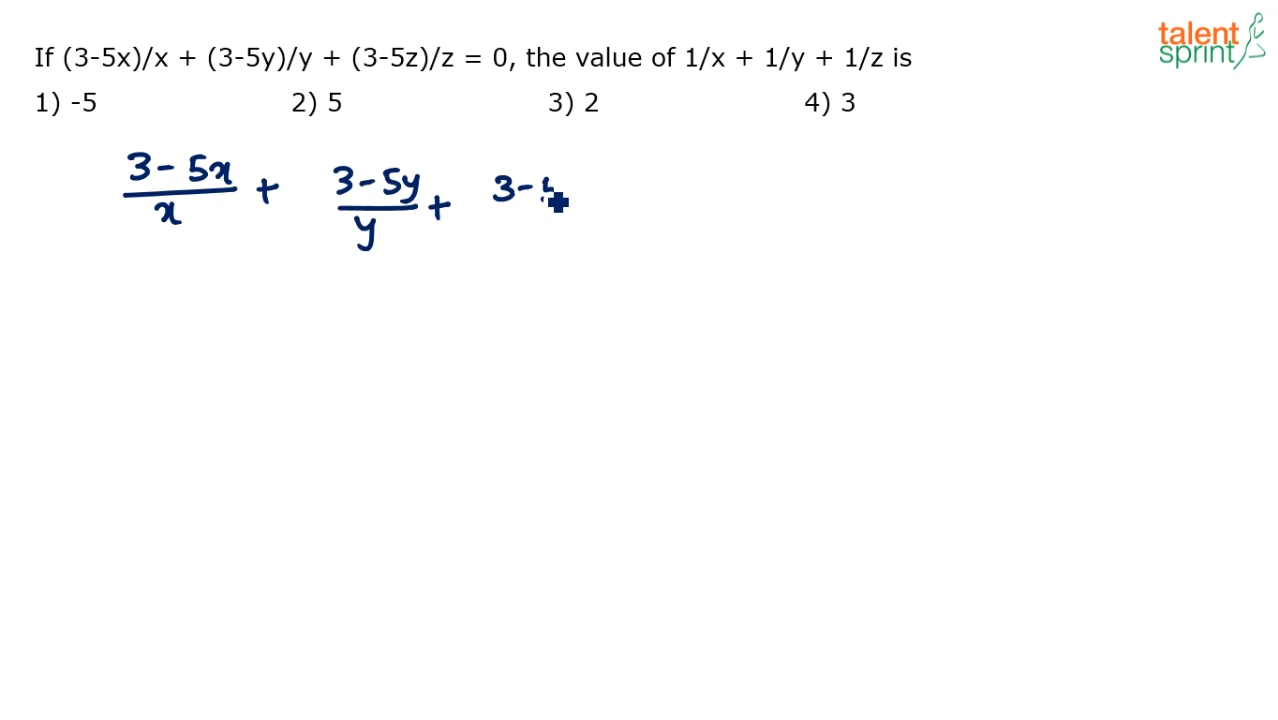 talent
sprint
If (3-5x)/x + (3-5y)/y + (3-5z)/z = 0, the value of 1/x + 1/y + 1/z is
1) -5 2) 5 3) 2 4) 3
3 - 5x + 3 - 5y + 3 -
x y